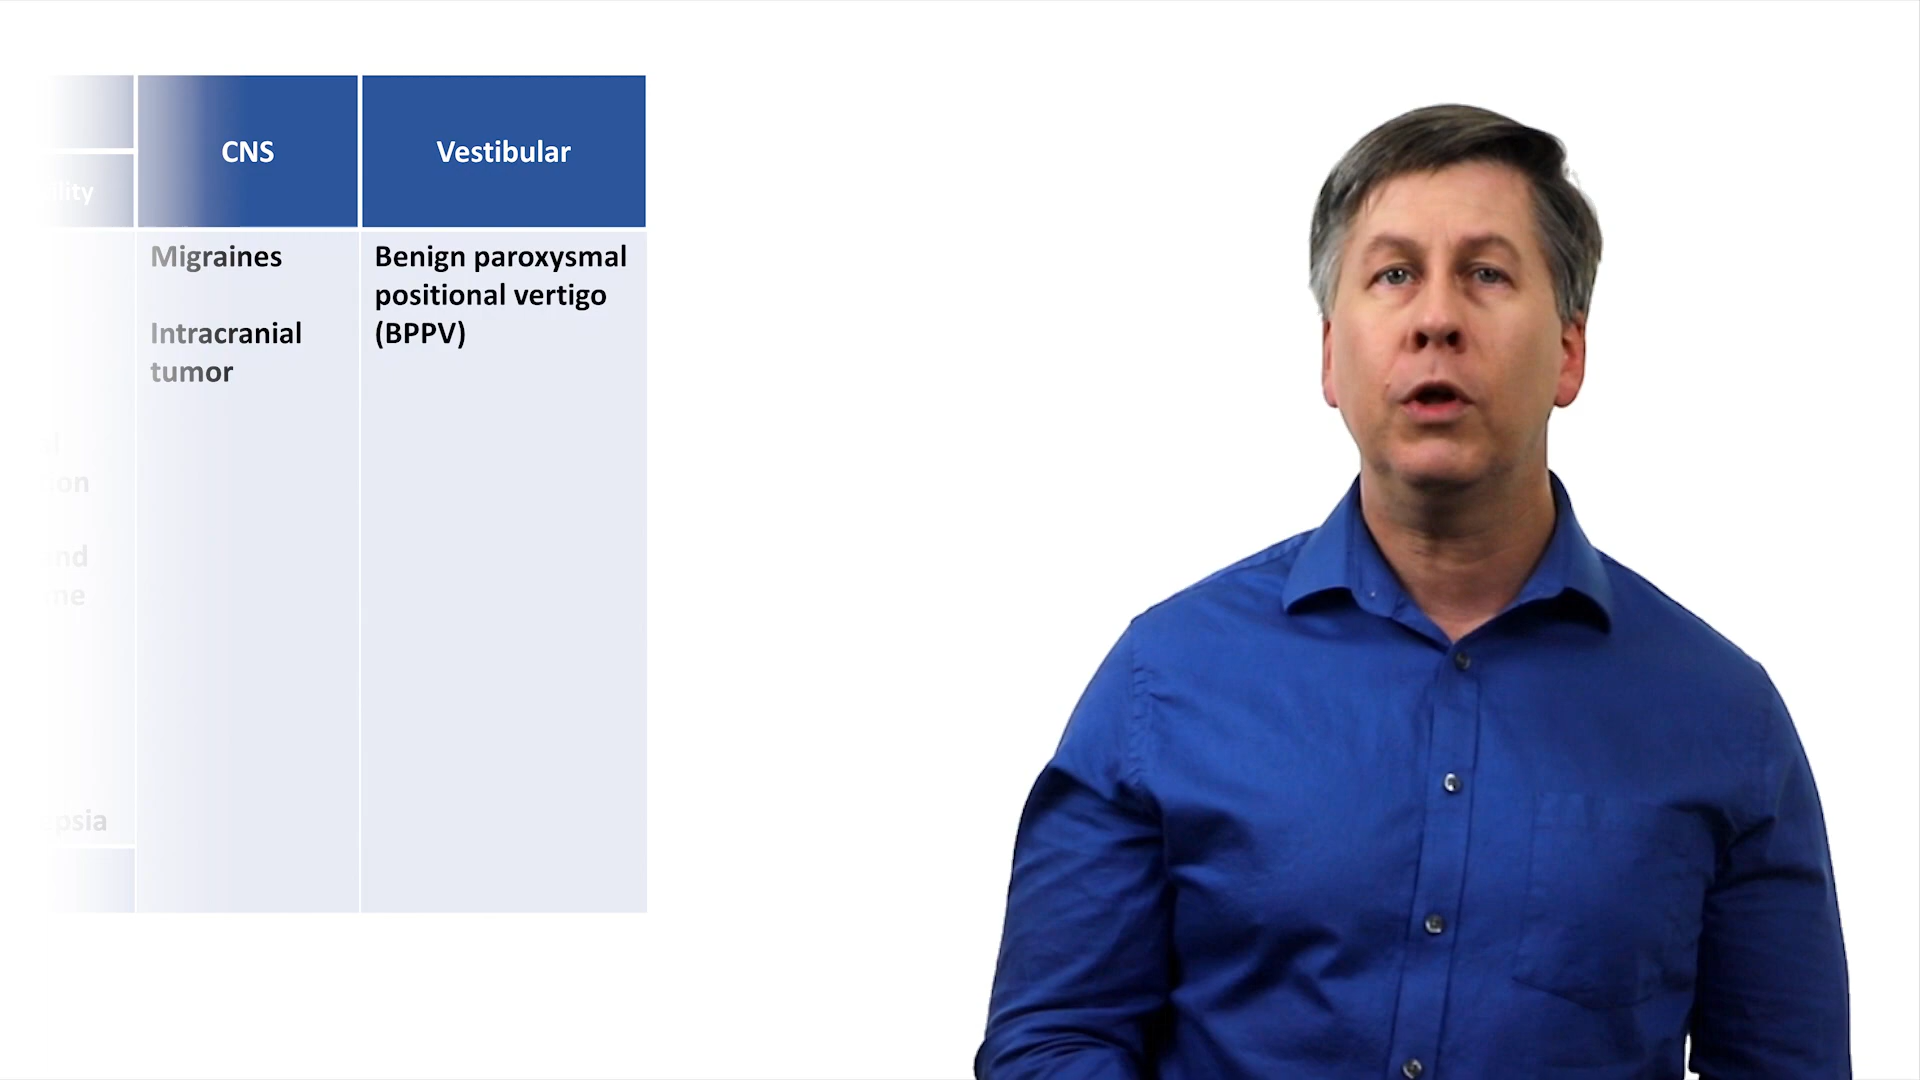 CNS
Vestibular
Migraines
Intracranial
tumor
Benign paroxysmal
positional vertigo
(BPPV)